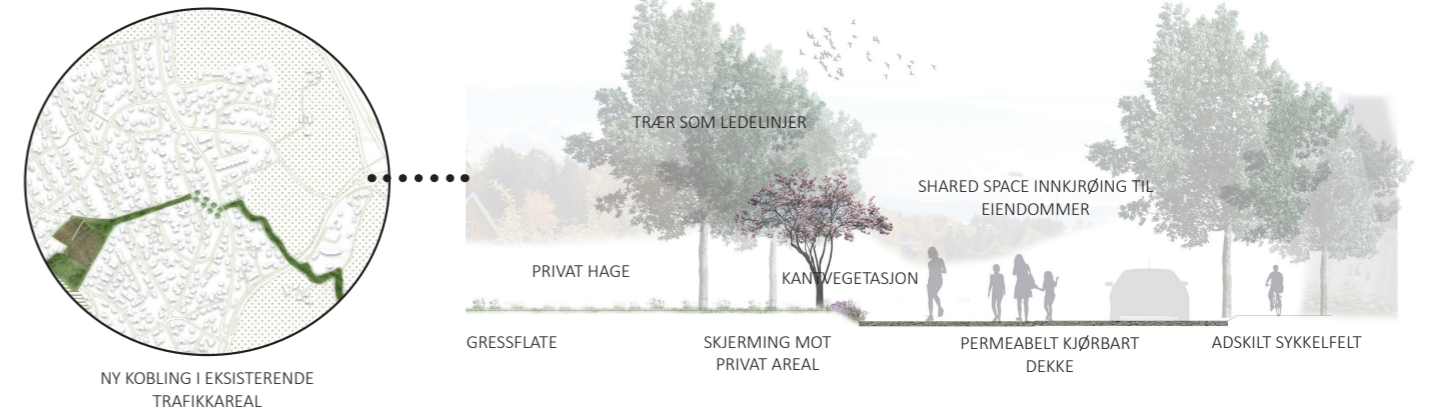 TRÆR SOM LEDELINJER
SHARED SPACE INNKJRØING TIL
EIENDOMMER
PRIVAT HAGE
KANTVEGETASJON
GRESSFLATE
SKJERMING MOT
PRIVAT AREAL
PERMEABELT KJØRBART
DEKKE
ADSKILT SYKKELFELT
NY KOBLING I EKSISTERENDE
TRAFIKKAREAL